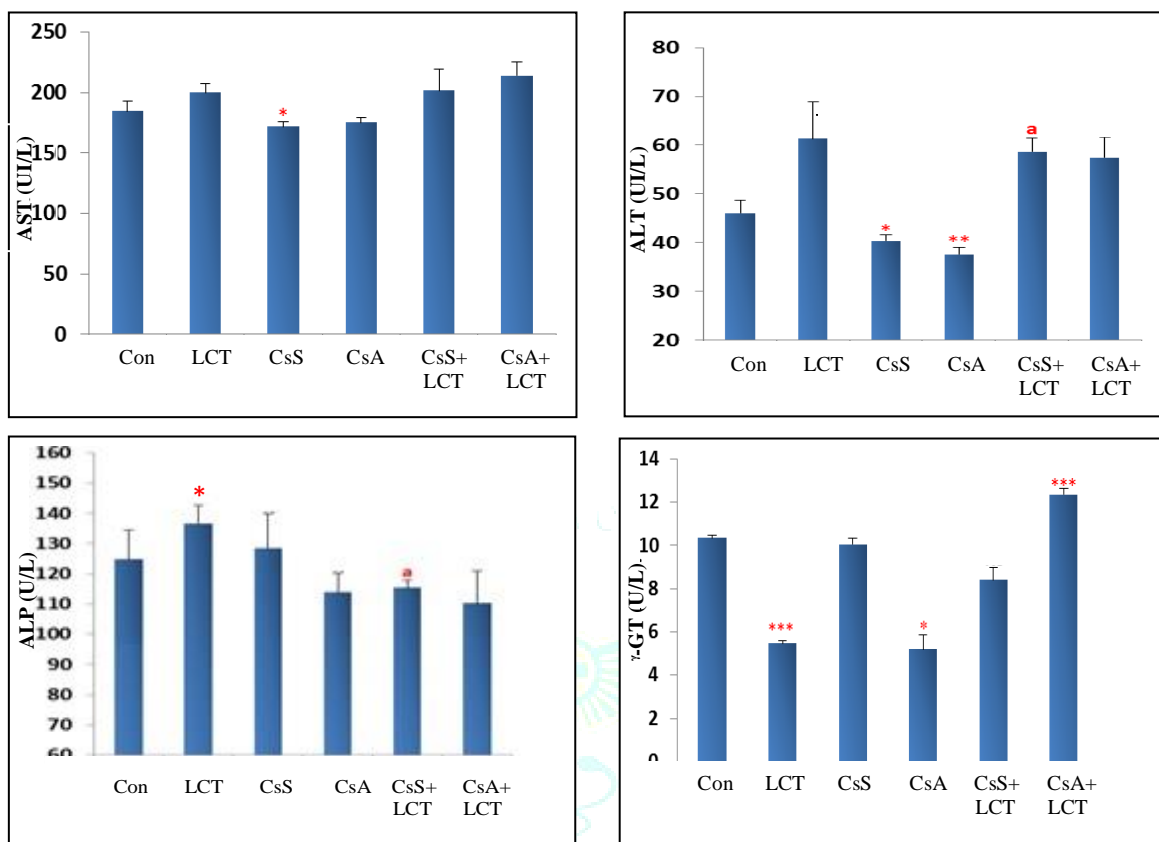 250
200
150
100
50
0
AST (UI/L)
*
Con LCT CsS CsA CsS+ CsA+
LCT LCT
80
70
60
50
40
30
20
ALT (UI/L)
* ** a
Con LCT CsS CsA CsS+ CsA+
LCT LCT
160
150
140
130
120
110
100
90
80
70
60
ALP (U/L)
* a
Con LCT CsS CsA CsS+ CsA+
LCT LCT
14
12
10
8
6
4
2
0
γ-GT (U/L)
*** * ***
Con LCT CsS CsA CsS+ CsA+
LCT LCT